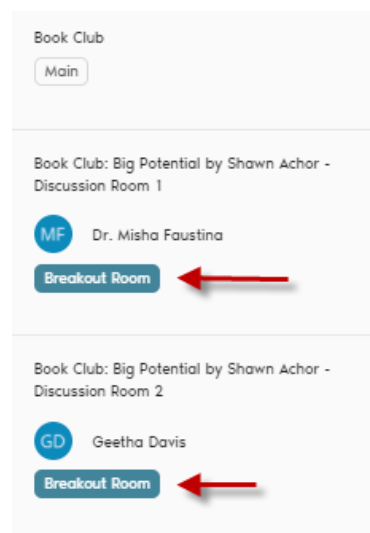 Book Club
Main
Book Club: Big Potential by Shawn Achor -
Discussion Room 1
MF
Dr. Misha Faustina
Breakout Room
Book Club: Big Potential by Shawn Achor -
Discussion Room 2
GD
Geetha Davis
Breakout Room